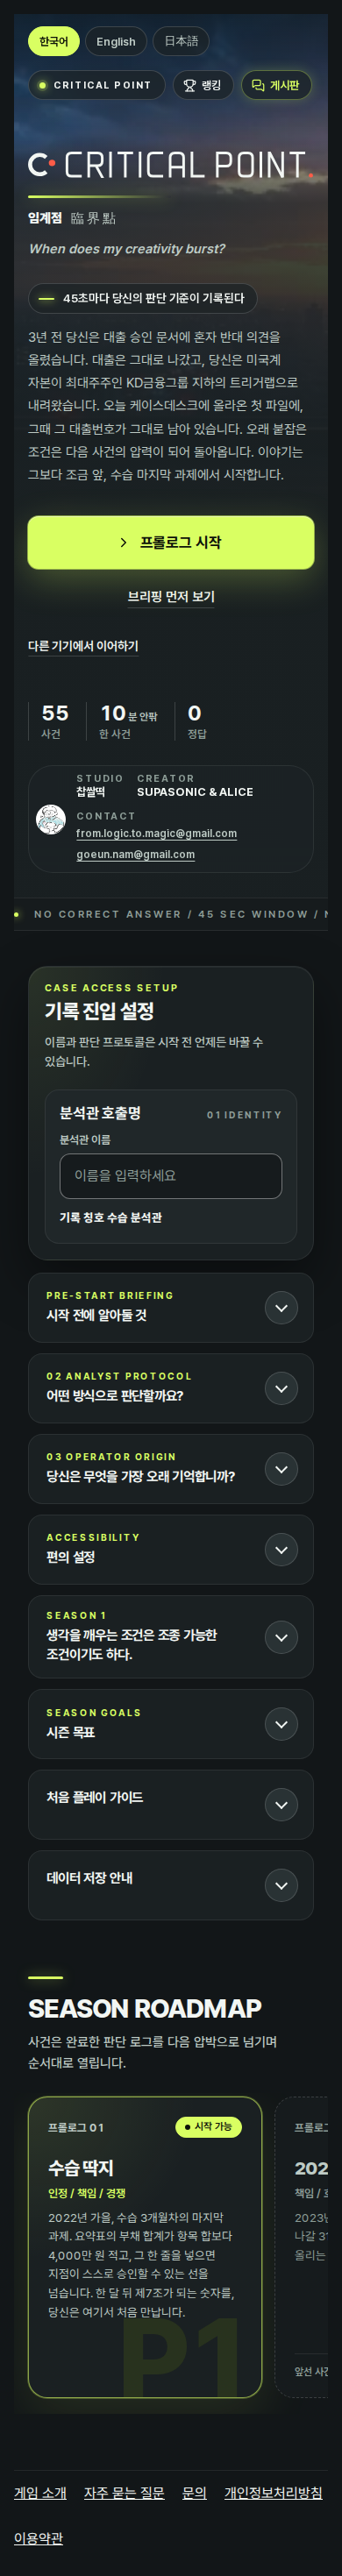 한국어 English 日本語
CRITICAL POINT 랭킹 게시판
CRITICAL POINT.
임계점 臨界點
When does my creativity burst?
45초마다 당신의 판단 기준이 기록된다
3년 전 당신은 대출 승인 문서에 혼자 반대 의견을
올렸습니다. 대출은 그대로 나갔고, 당신은 미국계
자본이 최대주주인 KD금융그룹 지하의 트리거랩으로
내려왔습니다. 오늘 케이스데스크에 올라온 첫 파일에,
그때 그 대출번호가 그대로 남아 있습니다. 오래 붙잡은
조건은 다음 사건의 압력이 되어 돌아옵니다. 이야기는
그보다 조금 앞, 수습 마지막 과제에서 시작합니다.
프롤로그 시작
브리핑 먼저 보기
다른 기기에서 이어하기
55 10분 안팎 0
사건 한 사건 정답
STUDIO CREATOR
찹쌀떡 SUPASONIC & ALICE
CONTACT
from.logic.to.magic@gmail.com
goeun.nam@gmail.com
NO CORRECT ANSWER / 45 SEC WINDOW /
CASE ACCESS SETUP
기록 진입 설정
이름과 판단 프로토콜은 시작 전 언제든 바꿀 수
있습니다.
분석관 호출명 01 IDENTITY
분석관 이름
이름을 입력하세요
기록 칭호 수습 분석관
PRE-START BRIEFING
시작 전에 알아둘 것
02 ANALYST PROTOCOL
어떤 방식으로 판단할까요?
03 OPERATOR ORIGIN
당신은 무엇을 가장 오래 기억합니까?
ACCESSIBILITY
편의 설정
SEASON 1
생각을 깨우는 조건은 조종 가능한
조건이기도 하다.
SEASON GOALS
시즌 목표
처음 플레이 가이드
데이터 저장 안내
SEASON ROADMAP
사건은 완료한 판단 로그를 다음 압박으로 넘기며
순서대로 열립니다.
프롤로그 01 시작 가능
수습 딱지
인정 / 책임 / 경쟁
2022년 가을, 수습 3개월차의 마지막
과제. 요약표의 부채 합계가 항목 합보다
4,000만 원 적고, 그 한 줄을 넣으면
지점이 스스로 승인할 수 있는 선을
넘습니다. 한 달 뒤 제7조가 되는 숫자를,
당신은 여기서 처음 만납니다.
P1
프롤로그
202
책임 /
2023년
나갈 31
올리는
앞선 사건
게임 소개 자주 묻는 질문 문의 개인정보처리방침
이용약관